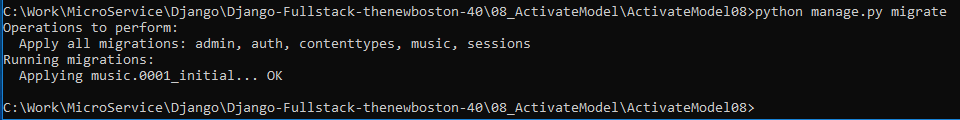 C:\Work\MicroService\Django\Django-Fullstack-thenewboston-40\08_ActivateModel\ActivateModel08>python manage.py migrate
Operations to perform:
  Apply all migrations: admin, auth, contenttypes, music, sessions
Running migrations:
  Applying music.0001_initial... OK
C:\Work\MicroService\Django\Django-Fullstack-thenewboston-40\08_ActivateModel\ActivateModel08>